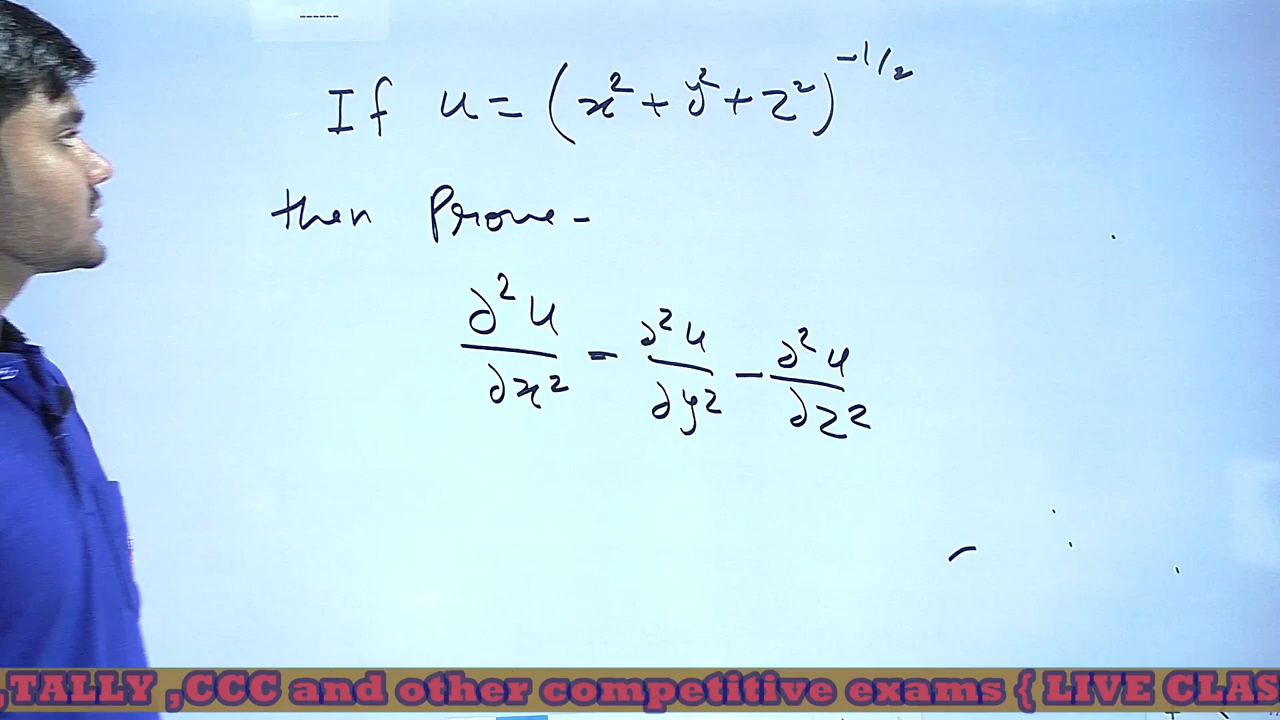 ------
If u = (x² + y² + z²)^{-1/2}
then Prove -
∂²u/∂x² - ∂²u/∂y² - ∂²u/∂z²
,TALLY ,CCC and other competitive exams { LIVE CLAS